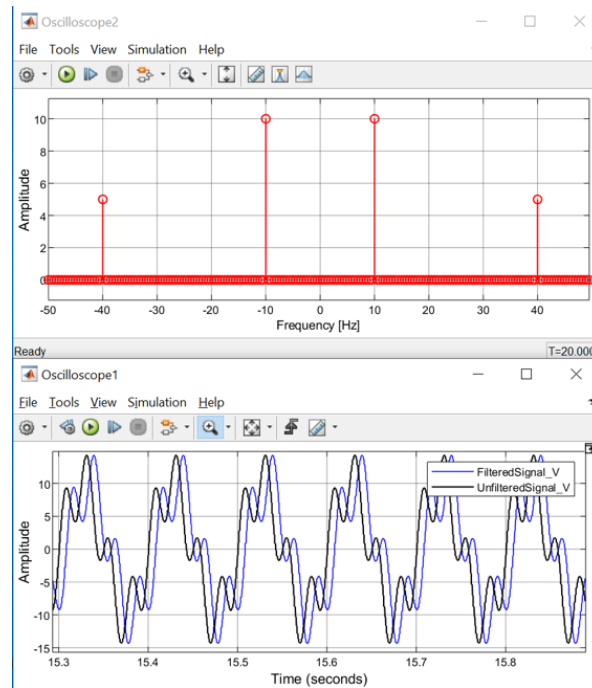 Oscilloscope2
File Tools View Simulation Help
10
8
6
4
2
0
Amplitude
-50 -40 -30 -20 -10 0 10 20 30 40
Frequency [Hz]
Ready T=20.000
Oscilloscope1
File Tools View Simulation Help
FilteredSignal_V
UnfilteredSignal_V
10
5
0
-5
-10
-15
Amplitude
15.3 15.4 15.5 15.6 15.7 15.8
Time (seconds)